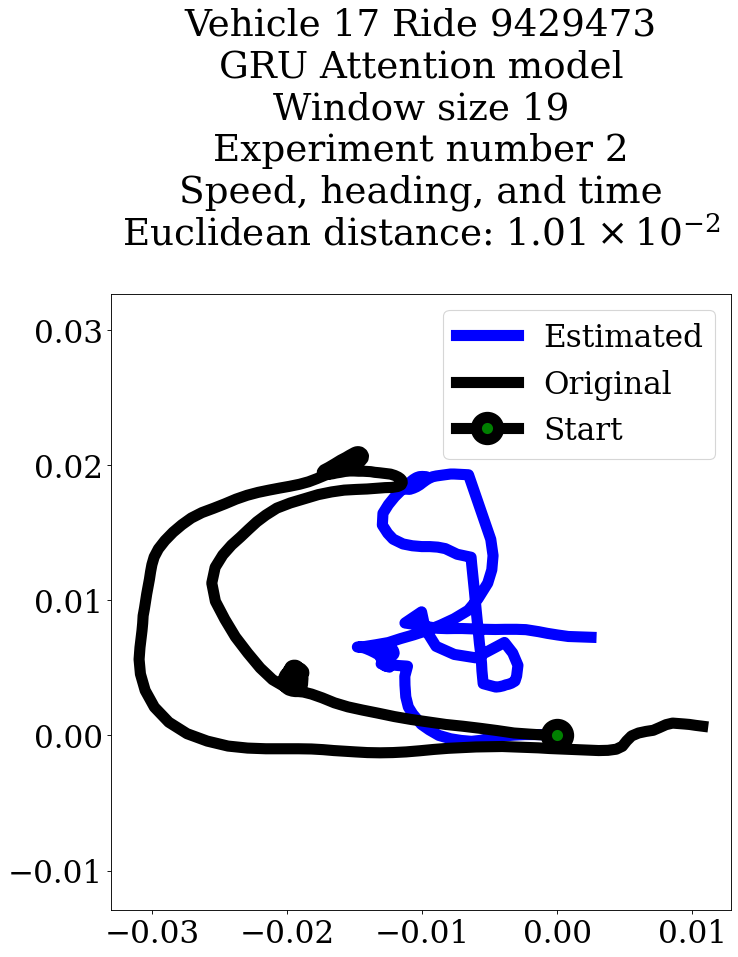 Vehicle 17 Ride 9429473
GRU Attention model
Window size 19
Experiment number 2
Speed, heading, and time
Euclidean distance: 1.01 × 10⁻²
Estimated
Original
Start
0.03
0.02
0.01
0.00
−0.01
−0.03 −0.02 −0.01 0.00 0.01